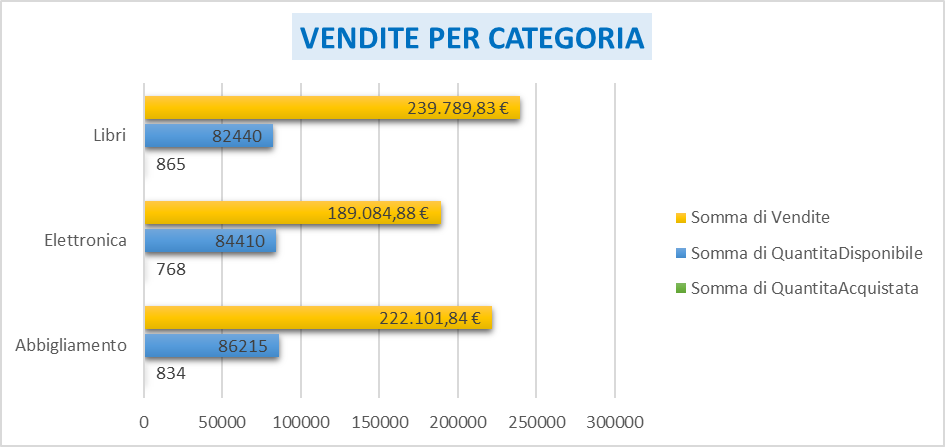 VENDITE PER CATEGORIA
239.789,83 €
Libri
82440
865
189.084,88 €
Elettronica
84410
768
222.101,84 €
Abbigliamento
86215
834
0
50000
100000
150000
200000
250000
300000
Somma di Vendite
Somma di QuantitaDisponibile
Somma di QuantitaAcquistata